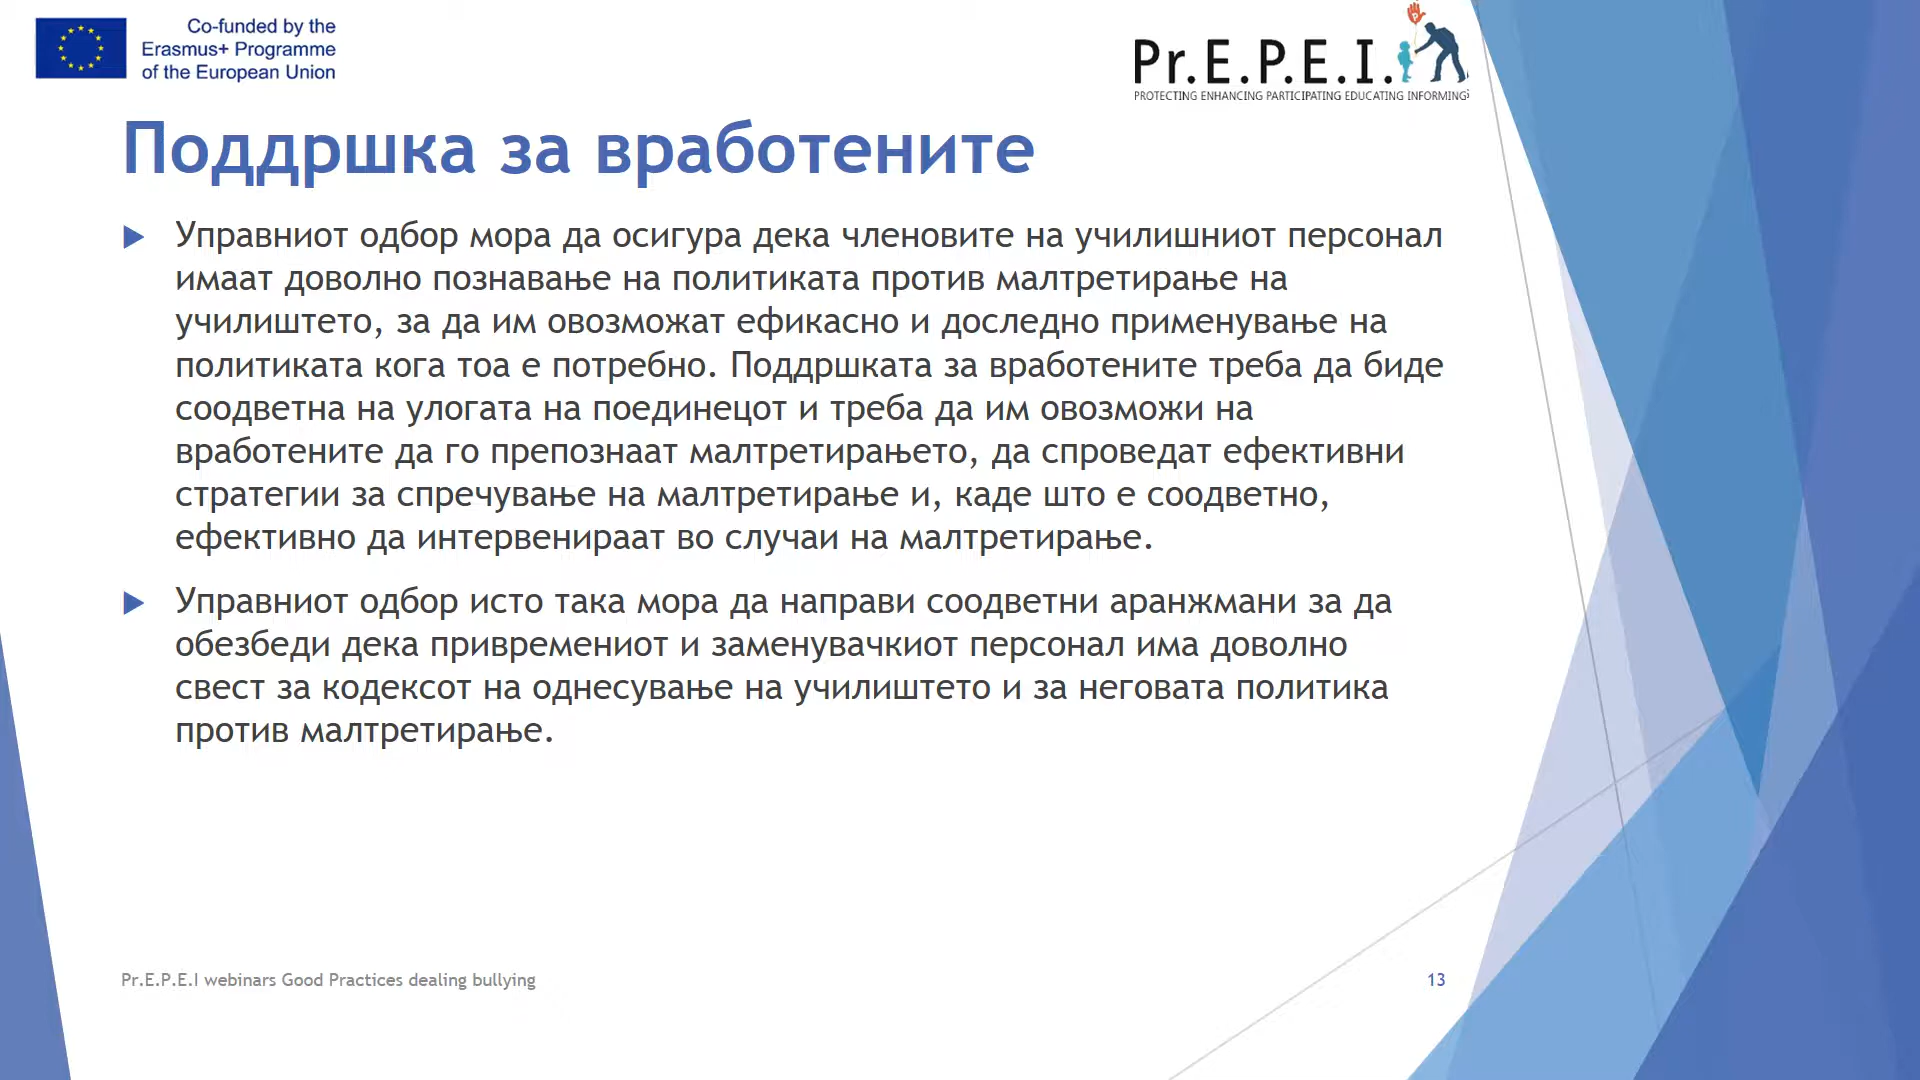 Co-funded by the
Erasmus+ Programme
of the European Union
Pr.E.P.E.I.
PROTECTING ENHANCING PARTICIPATING EDUCATING INFORMING
Поддршка за вработените
Управниот одбор мора да осигура дека членовите на училишниот персонал
имаат доволно познавање на политиката против малтретирање на
училиштето, за да им овозможат ефикасно и доследно применување на
политиката кога тоа е потребно. Поддршката за вработените треба да биде
соодветна на улогата на поединецот и треба да им овозможи на
вработените да го препознаат малтретирањето, да спроведат ефективни
стратегии за спречување на малтретирање и, каде што е соодветно,
ефективно да интервенираат во случаи на малтретирање.
Управниот одбор исто така мора да направи соодветни аранжмани за да
обезбеди дека привремениот и заменувачкиот персонал има доволно
свест за кодексот на однесување на училиштето и за неговата политика
против малтретирање.
Pr.E.P.E.I webinars Good Practices dealing bullying
13